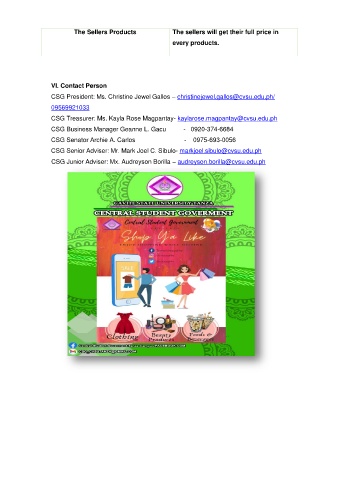 The Sellers Products The sellers will get their full price in
every products.
VI. Contact Person
CSG President: Ms. Christine Jewel Gallos – christinejewel.gallos@cvsu.edu.ph/
09569921033
CSG Treasurer: Ms. Kayla Rose Magpantay- kaylarose.magpantay@cvsu.edu.ph
CSG Business Manager Geanne L. Gacu - 0920-374-6684
CSG Senator Archie A. Carlos - 0975-693-0056
CSG Senior Adviser: Mr. Mark Joel C. Sibulo- markjoel.sibulo@cvsu.edu.ph
CSG Junior Adviser: Mx. Audreyson Borilla – audreyson.borilla@cvsu.edu.ph
CENTRAL STUDENT GOVERMENT
Central Student Government
Shop Ya Like
Clothing
Beauty
Products
Foods &